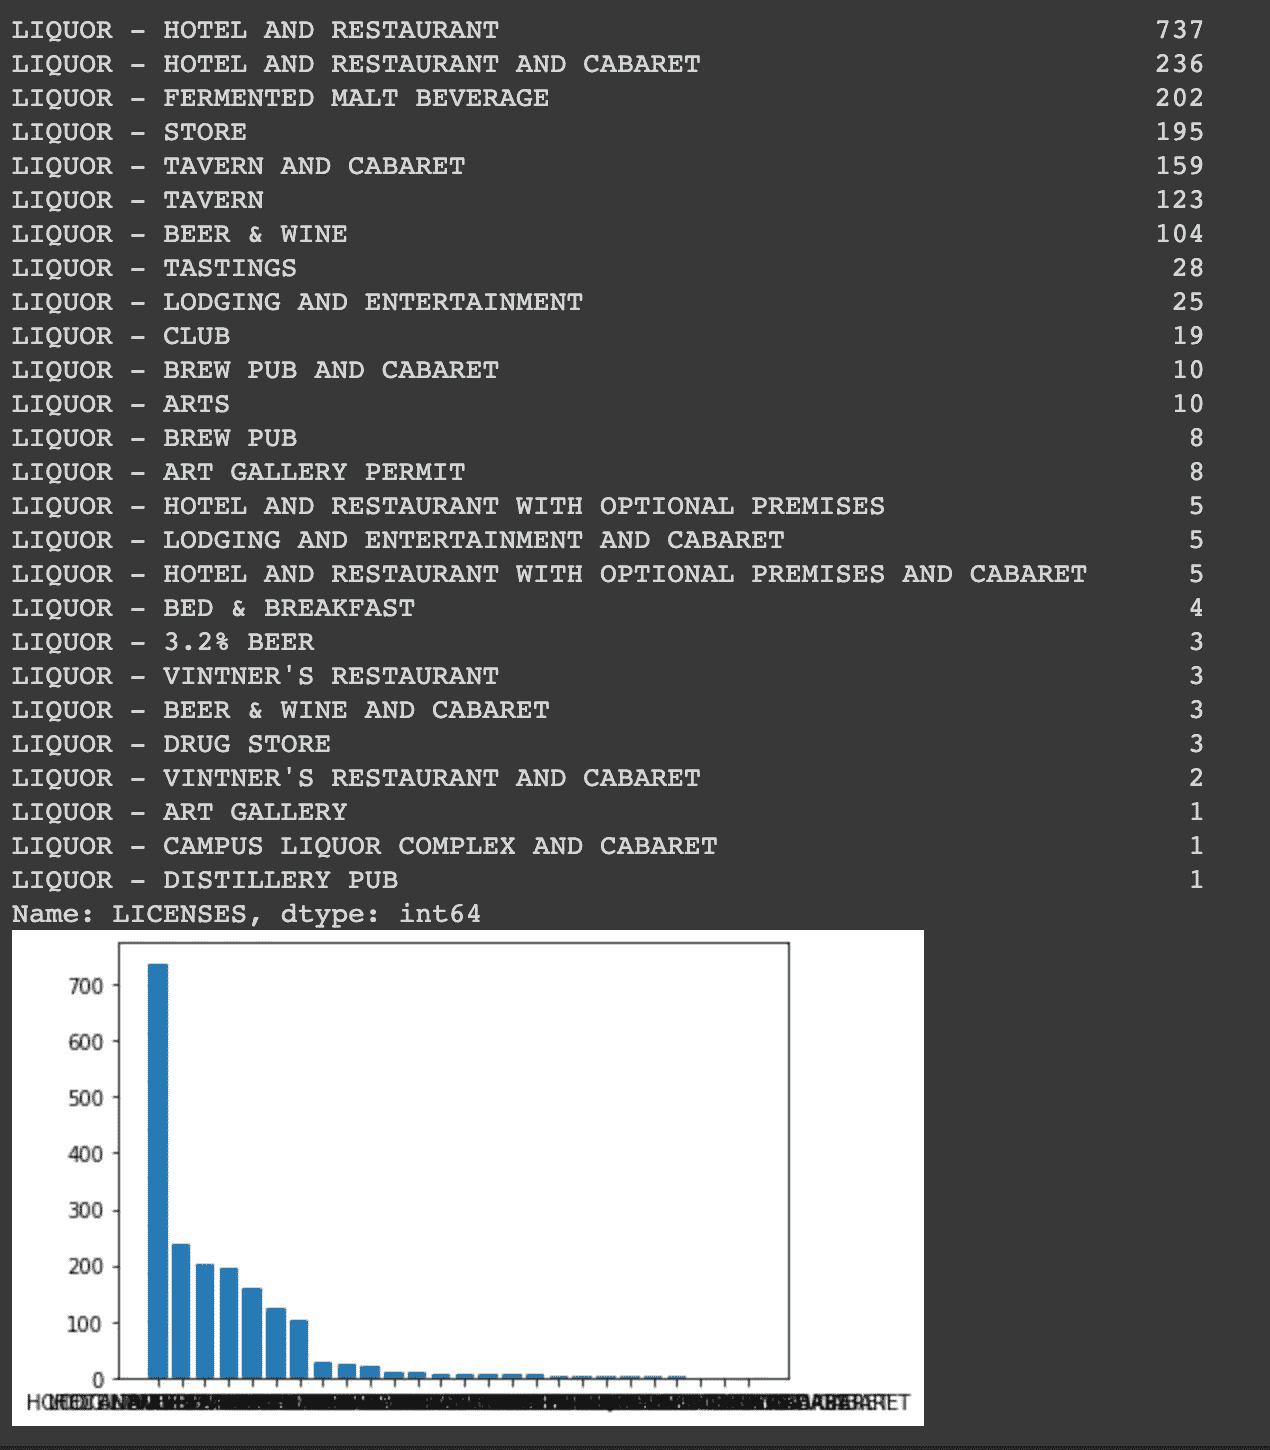 LIQUOR – HOTEL AND RESTAURANT 737
LIQUOR – HOTEL AND RESTAURANT AND CABARET 236
LIQUOR – FERMENTED MALT BEVERAGE 202
LIQUOR – STORE 195
LIQUOR – TAVERN AND CABARET 159
LIQUOR – TAVERN 123
LIQUOR – BEER & WINE 104
LIQUOR – TASTINGS 28
LIQUOR – LODGING AND ENTERTAINMENT 25
LIQUOR – CLUB 19
LIQUOR – BREW PUB AND CABARET 10
LIQUOR – ARTS 10
LIQUOR – BREW PUB 8
LIQUOR – ART GALLERY PERMIT 8
LIQUOR – HOTEL AND RESTAURANT WITH OPTIONAL PREMISES 5
LIQUOR – LODGING AND ENTERTAINMENT AND CABARET 5
LIQUOR – HOTEL AND RESTAURANT WITH OPTIONAL PREMISES AND CABARET 5
LIQUOR – BED & BREAKFAST 4
LIQUOR – 3.2% BEER 3
LIQUOR – VINTNER'S RESTAURANT 3
LIQUOR – BEER & WINE AND CABARET 3
LIQUOR – DRUG STORE 3
LIQUOR – VINTNER'S RESTAURANT AND CABARET 2
LIQUOR – ART GALLERY 1
LIQUOR – CAMPUS LIQUOR COMPLEX AND CABARET 1
LIQUOR – DISTILLERY PUB 1
Name: LICENSES, dtype: int64
700
600
500
400
300
200
100
0